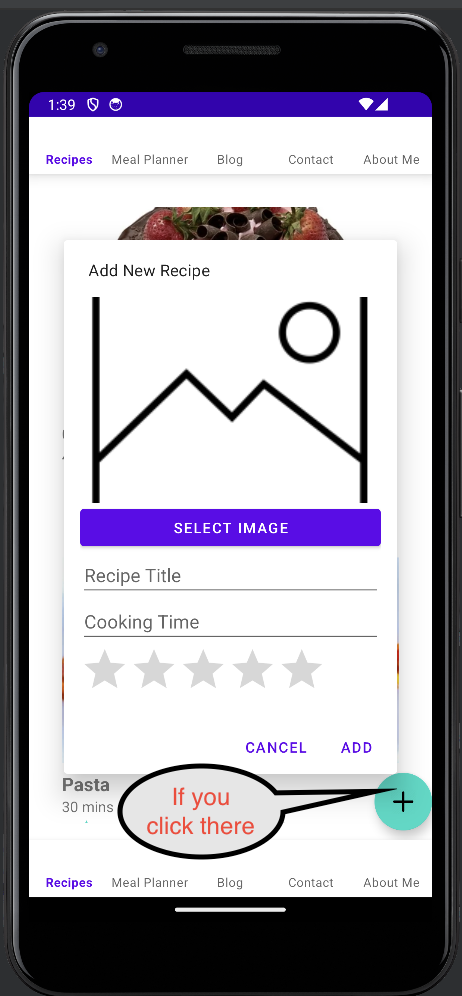 1:39
Recipes Meal Planner Blog Contact About Me
Add New Recipe
SELECT IMAGE
Recipe Title
Cooking Time
CANCEL ADD
Pasta
30 mins
If you
click there
Recipes Meal Planner Blog Contact About Me